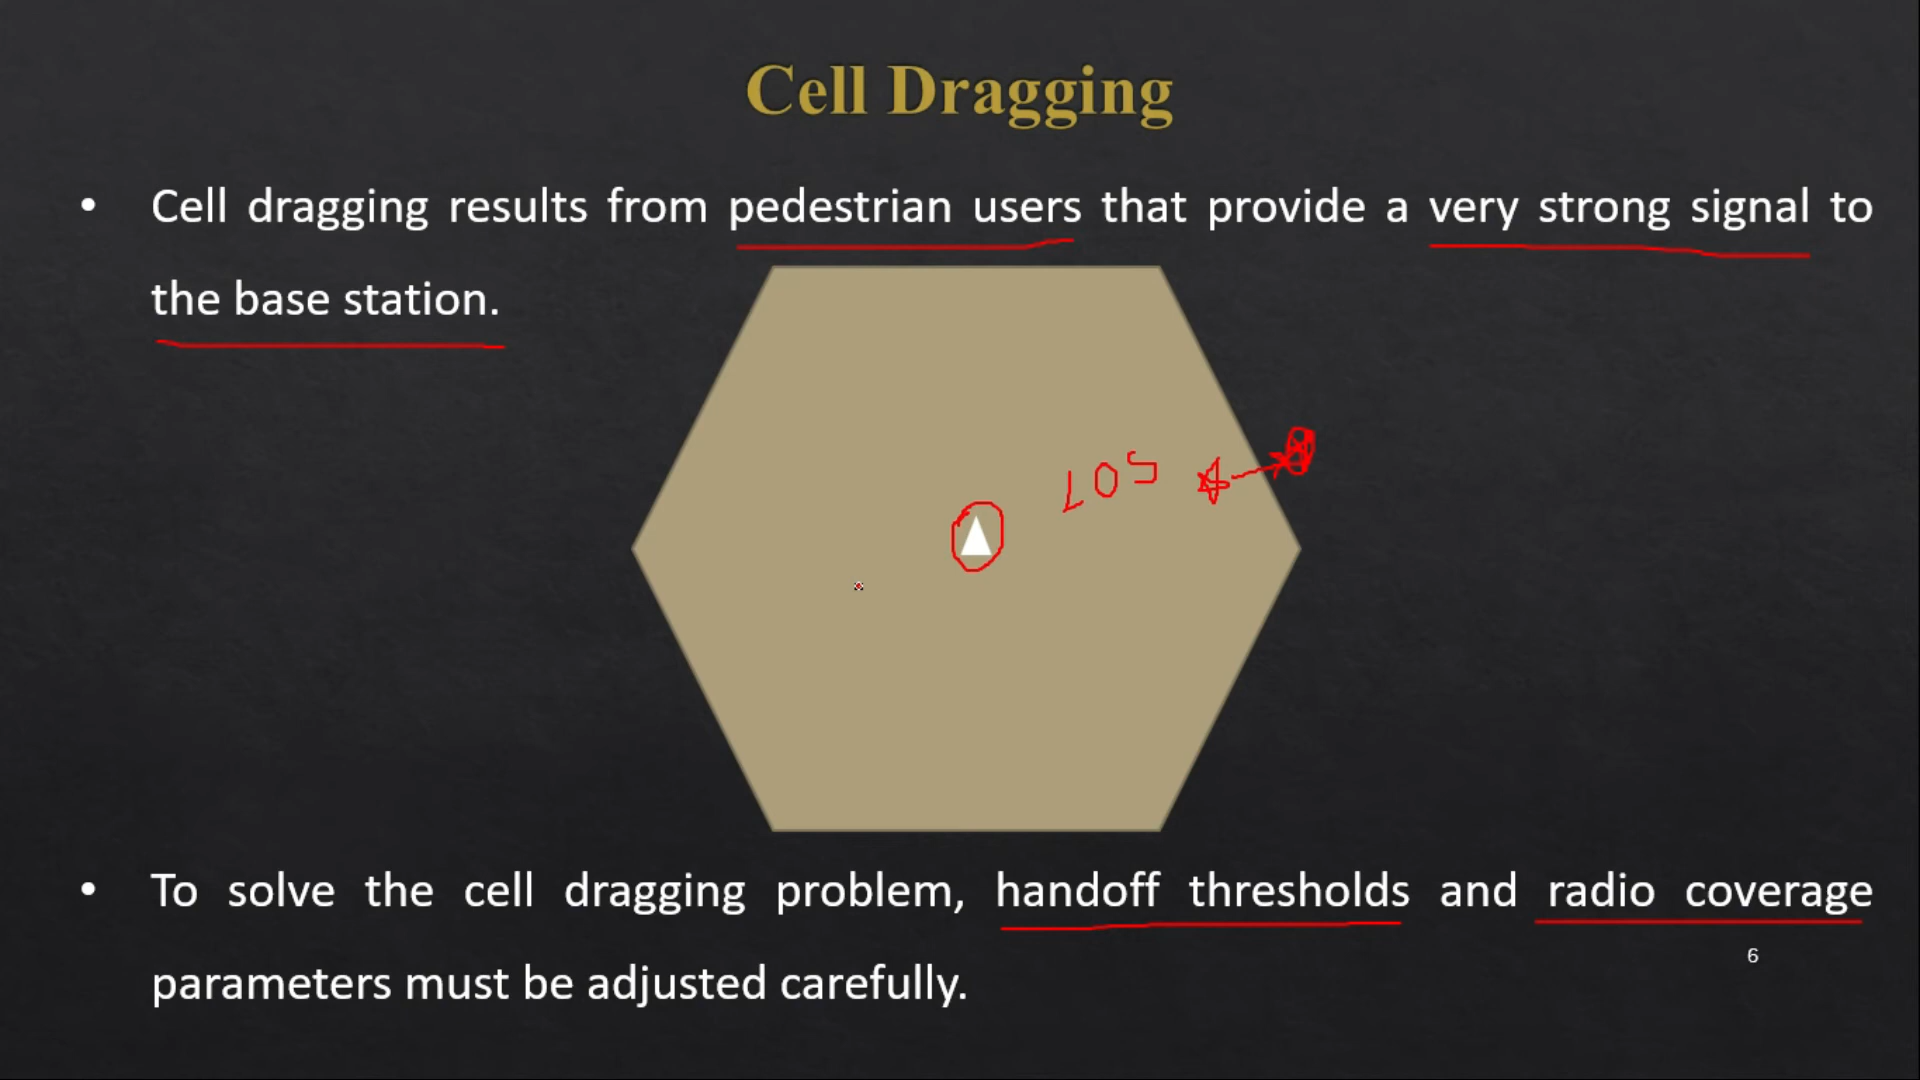 Cell Dragging
• Cell dragging results from pedestrian users that provide a very strong signal to
the base station.
LOS
• To solve the cell dragging problem, handoff thresholds and radio coverage
6
parameters must be adjusted carefully.